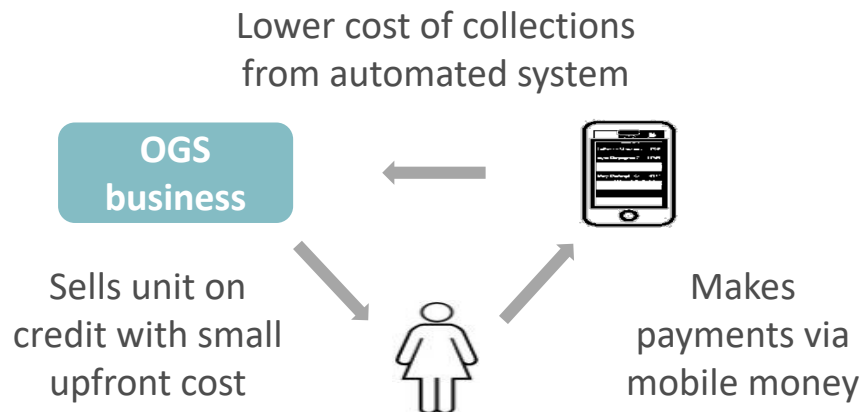 Lower cost of collections
from automated system
OGS
business
Sells unit on
credit with small
upfront cost
Makes
payments via
mobile money